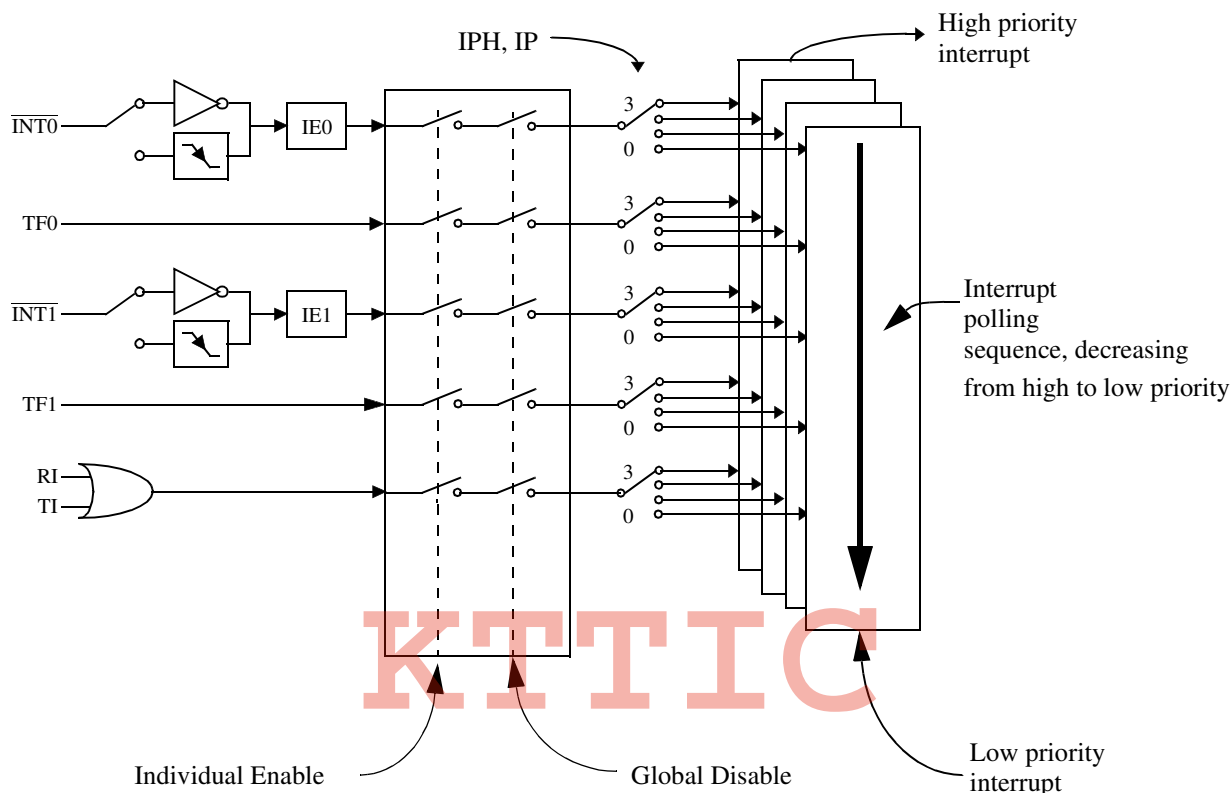 High priority
interrupt
IPH, IP
INT0
IE0
3
0
TF0
3
0
INT1
IE1
3
0
Interrupt
polling
sequence, decreasing
from high to low priority
TF1
3
0
RI
TI
3
0
KTTIC
Individual Enable
Global Disable
Low priority
interrupt